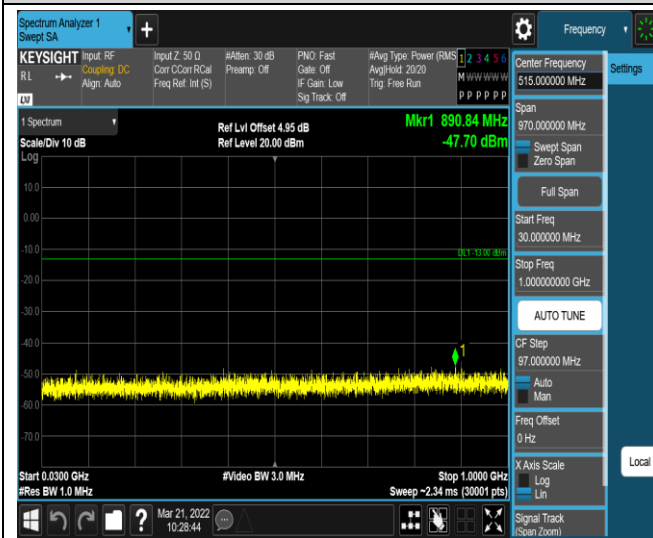 Spectrum Analyzer 1
Swept SA
+
Frequency
KEYSIGHT
RL
LXI
Input: RF
Coupling: DC
Align: Auto
Input Z: 50 Ω
Corr CCorr RCal
Freq Ref: Int (S)
#Atten: 30 dB
Preamp: Off
PNO: Fast
Gate: Off
IF Gain: Low
Sig Track: Off
#Avg Type: Power (RMS
Avg|Hold: 20/20
Trig: Free Run
1 2 3 4 5 6
M W W W W W
P P P P P P
1 Spectrum
Scale/Div 10 dB
Log
Ref Lvl Offset 4.95 dB
Ref Level 20.00 dBm
Mkr1 890.84 MHz
-47.70 dBm
10.0
0.00
-10.0
DL1 -13.00 dBm
-20.0
-30.0
-40.0
1
-50.0
-60.0
-70.0
Start 0.0300 GHz
#Res BW 1.0 MHz
#Video BW 3.0 MHz
Stop 1.0000 GHz
Sweep ~2.34 ms (30001 pts)
?
Mar 21, 2022
10:28:44
Center Frequency
515.000000 MHz
Span
970.000000 MHz
Swept Span
Zero Span
Full Span
Start Freq
30.000000 MHz
Stop Freq
1.000000000 GHz
AUTO TUNE
CF Step
97.000000 MHz
Auto
Man
Freq Offset
0 Hz
X Axis Scale
Log
Lin
Signal Track
(Span Zoom)
Settings
Local